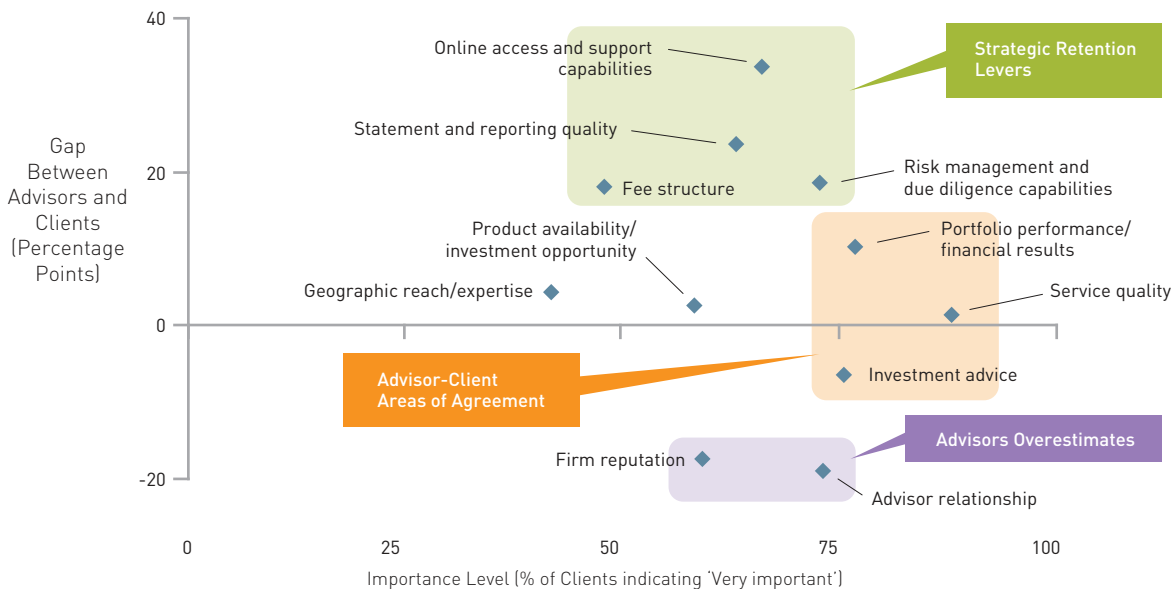 40
Online access and support
capabilities
Strategic Retention
Levers
Statement and reporting quality
Gap
Between
Advisors and
Clients
(Percentage
Points)
20
Fee structure
Risk management and
due diligence capabilities
Product availability/
investment opportunity
Portfolio performance/
financial results
Geographic reach/expertise
Service quality
0
Advisor-Client
Areas of Agreement
Investment advice
Advisors Overestimates
Firm reputation
-20
Advisor relationship
0
25
50
75
100
Importance Level (% of Clients indicating 'Very important')